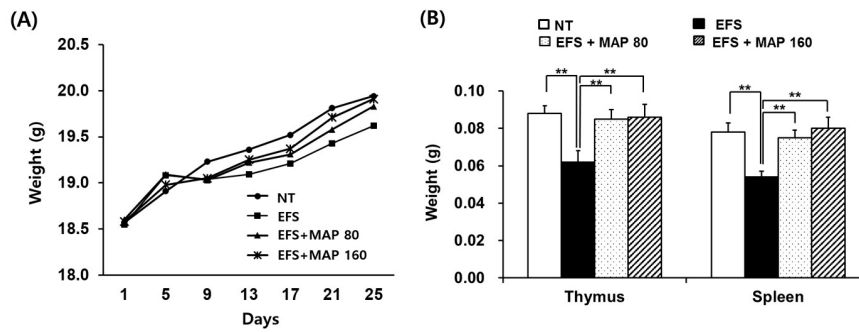 (A)
Weight (g)
20.5
20.0
19.5
19.0
18.5
18.0
NT
EFS
EFS+MAP 80
EFS+MAP 160
1 5 9 13 17 21 25
Days
(B)
NT
EFS
EFS + MAP 80
EFS + MAP 160
Weight (g)
0.10
0.08
0.06
0.04
0.02
0.00
** ** ** ** ** **
Thymus Spleen